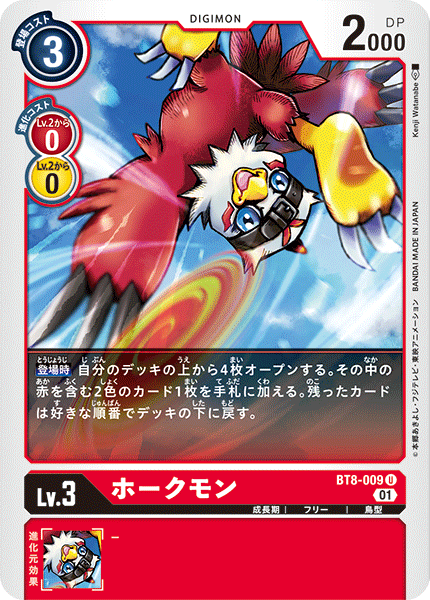 登場コスト
3
DIGIMON
DP
2000
進化コスト
Lv.2から
0
Lv.2から
0
Kenji Watanabe
©本郷あきよし・フジテレビ・東映アニメーション BANDAI MADE IN JAPAN
登場時 自分のデッキの上から4枚オープンする。その中の
赤を含む2色のカード1枚を手札に加える。残ったカード
は好きな順番でデッキの下に戻す。
BT8-009 U
Lv.3 ホークモン
01
成長期 | フリー | 鳥型
進化元効果
－